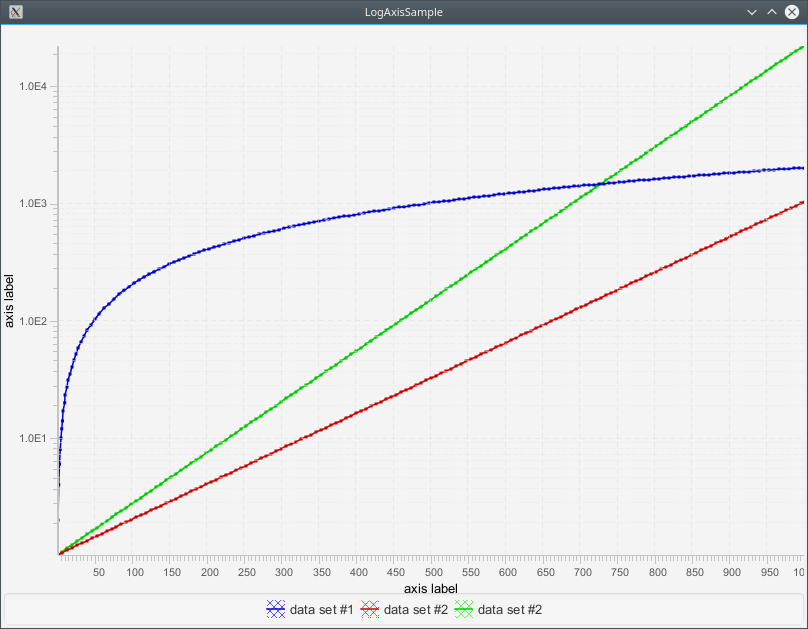 LogAxisSample
1.0E4
1.0E3
1.0E2
1.0E1
axis label
50 100 150 200 250 300 350 400 450 500 550 600 650 700 750 800 850 900 950 10
axis label
data set #1 data set #2 data set #2